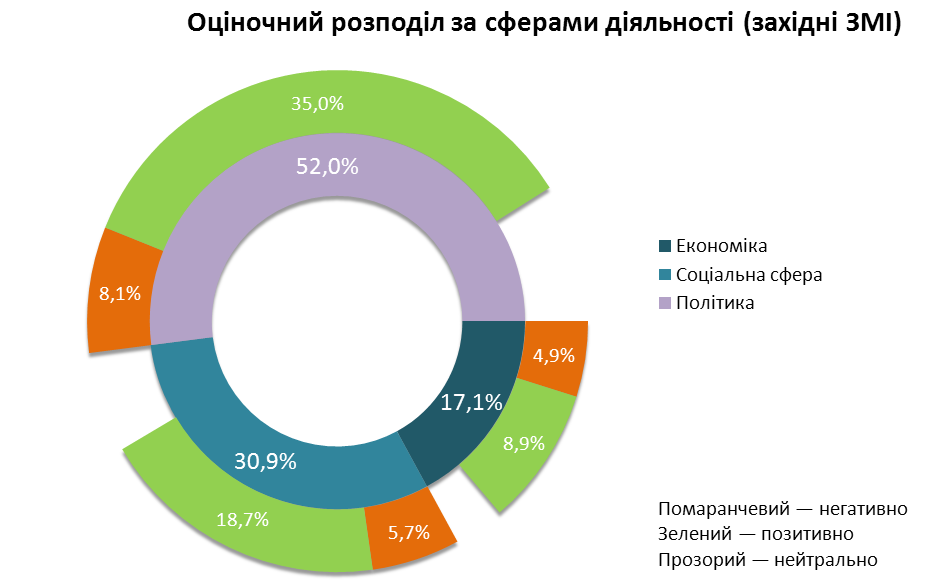 Оціночний розподіл за сферами діяльності (західні ЗМІ)
35,0%
52,0%
8,1%
4,9%
17,1%
8,9%
30,9%
18,7%
5,7%
Економіка
Соціальна сфера
Політика
Помаранчевий — негативно
Зелений — позитивно
Прозорий — нейтрально